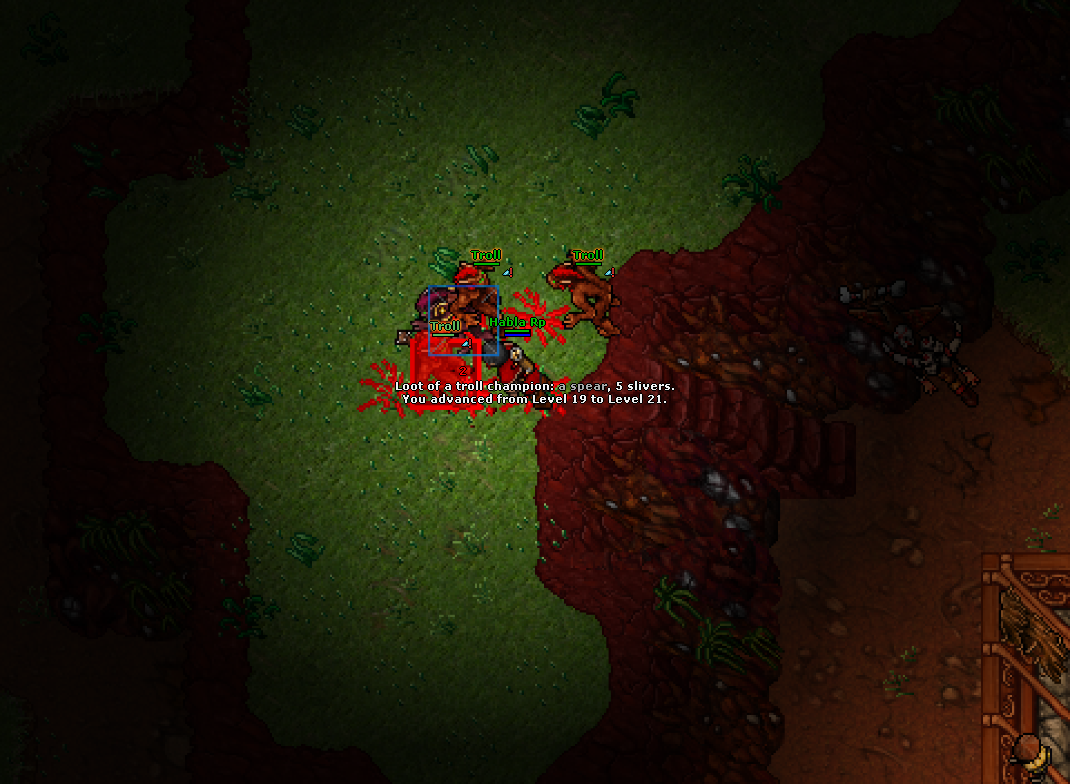 Troll
Troll
Habla Rp
Troll
Loot of a troll champion: a spear, 5 slivers.
You advanced from Level 19 to Level 21.